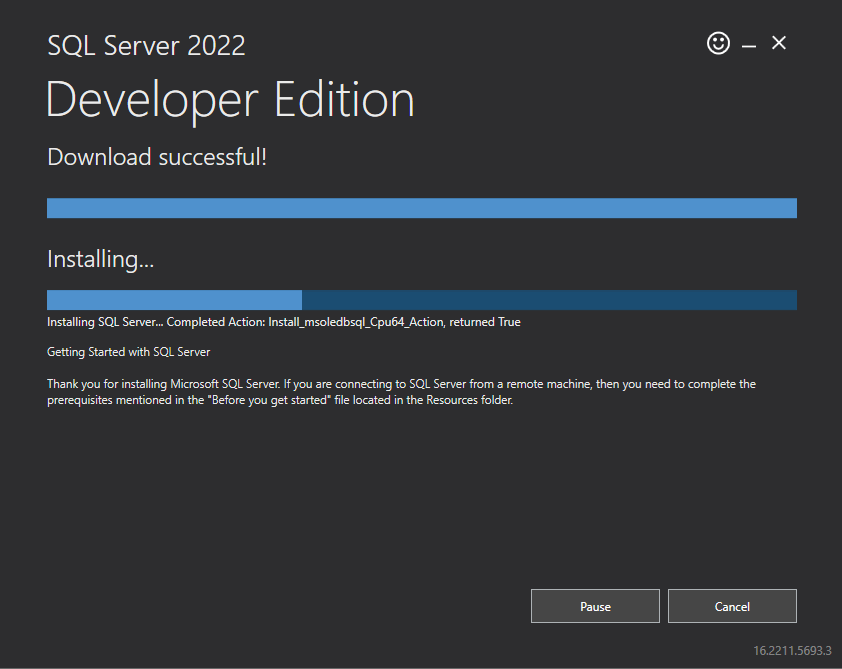 SQL Server 2022
Developer Edition
Download successful!
Installing...
Installing SQL Server... Completed Action: Install_msoledbsql_Cpu64_Action, returned True
Getting Started with SQL Server
Thank you for installing Microsoft SQL Server. If you are connecting to SQL Server from a remote machine, then you need to complete the
prerequisites mentioned in the "Before you get started" file located in the Resources folder.
Pause
Cancel
16.2211.5693.3